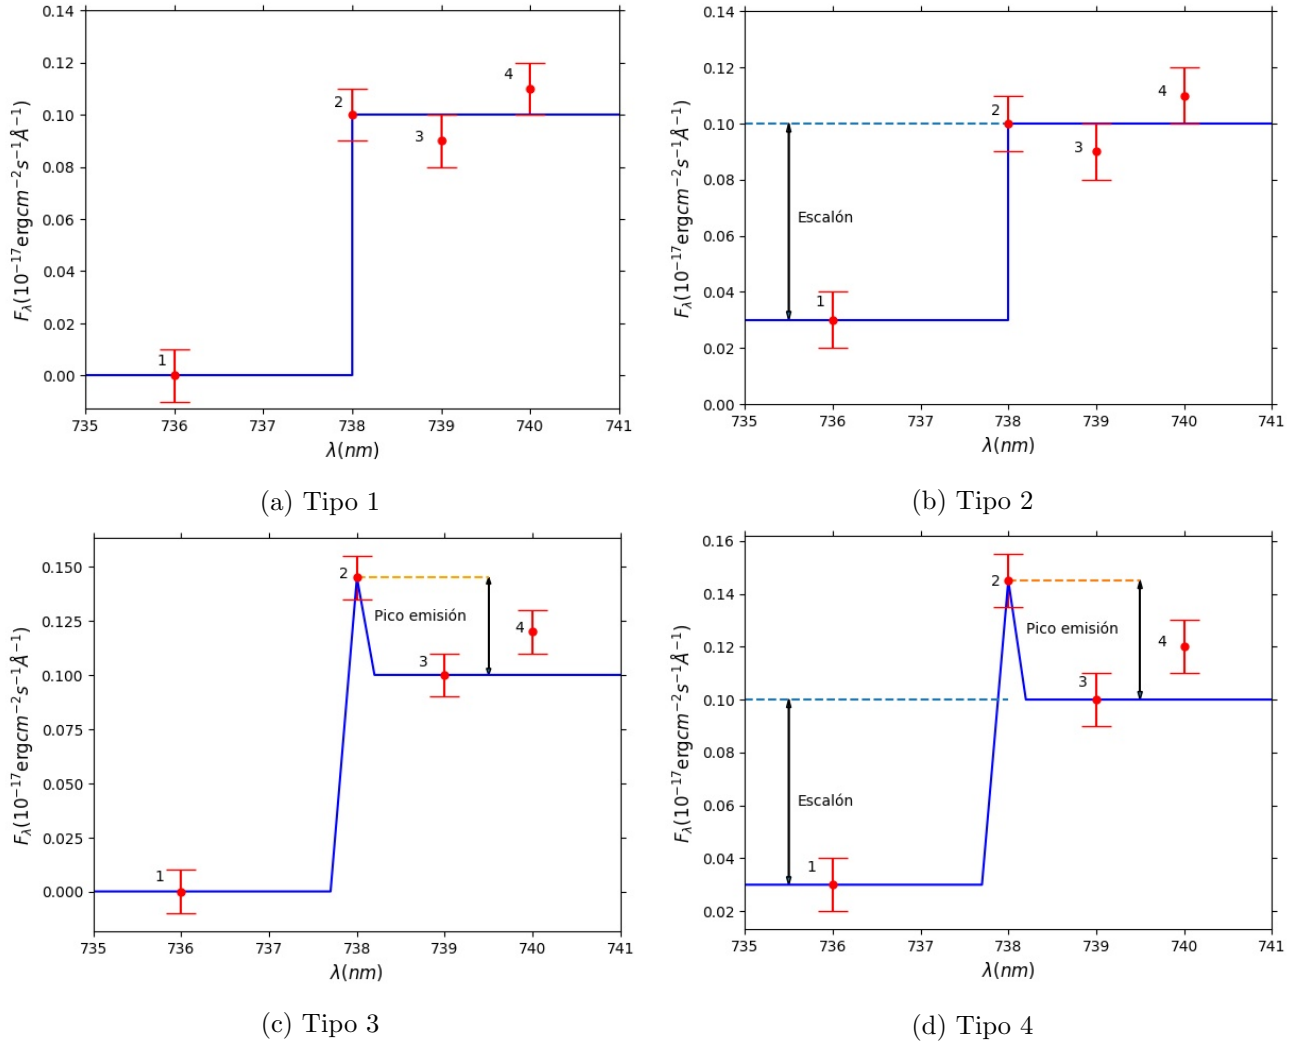 0.14
0.12
0.10
0.08
0.06
0.04
0.02
0.00
F_λ(10^−17 erg cm^−2 s^−1 Å^−1)
1
2
3
4
735 736 737 738 739 740 741
λ(nm)
(a) Tipo 1
0.14
0.12
0.10
0.08
0.06
0.04
0.02
0.00
F_λ(10^−17 erg cm^−2 s^−1 Å^−1)
Escalón
1
2
3
4
735 736 737 738 739 740 741
λ(nm)
(b) Tipo 2
0.150
0.125
0.100
0.075
0.050
0.025
0.000
F_λ(10^−17 erg cm^−2 s^−1 Å^−1)
Pico emisión
1
2
3
4
735 736 737 738 739 740 741
λ(nm)
(c) Tipo 3
0.16
0.14
0.12
0.10
0.08
0.06
0.04
0.02
F_λ(10^−17 erg cm^−2 s^−1 Å^−1)
Pico emisión
Escalón
1
2
3
4
735 736 737 738 739 740 741
λ(nm)
(d) Tipo 4